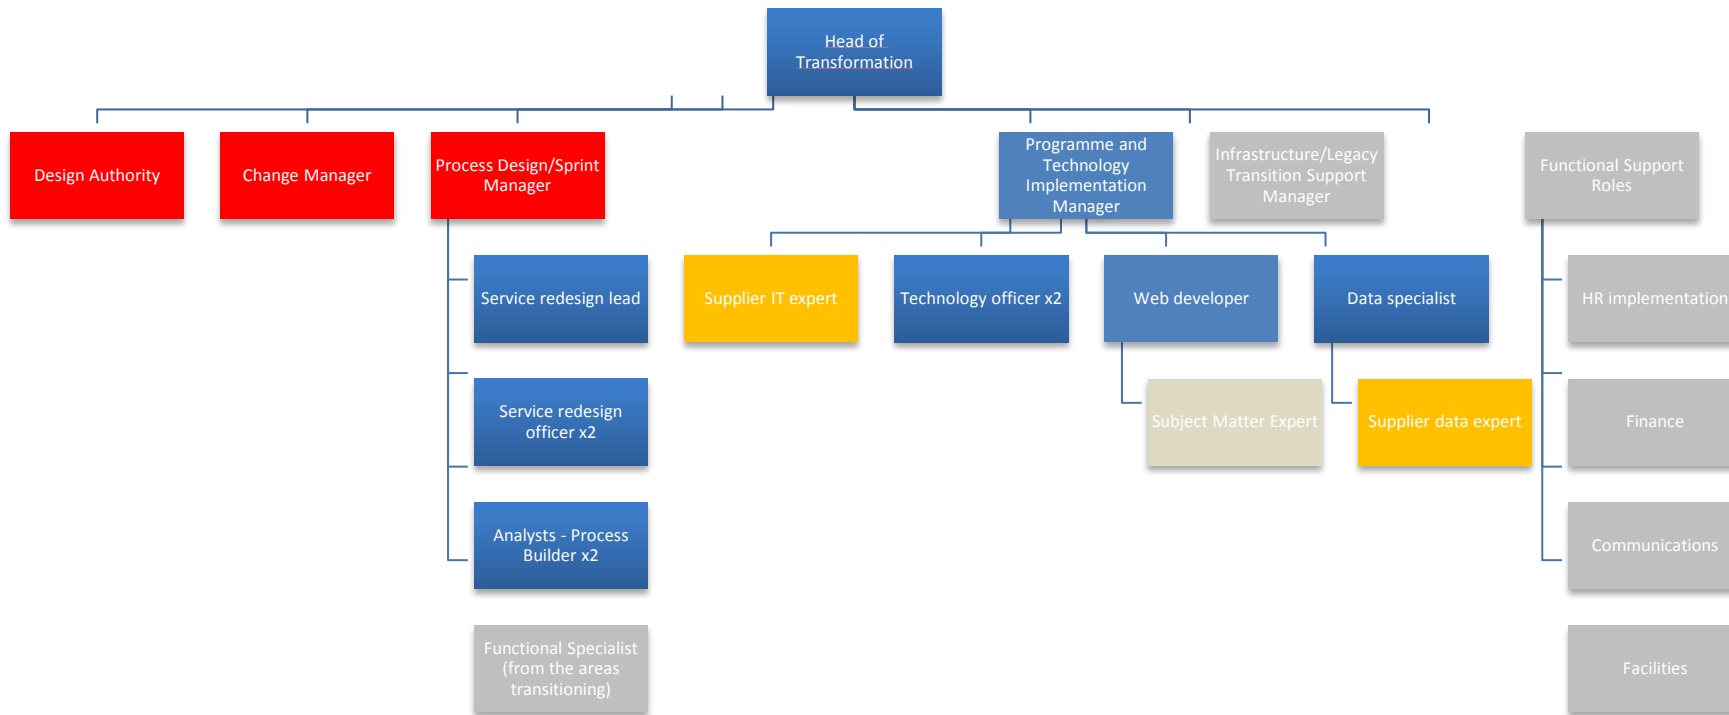 Head of
Transformation
Design Authority
Change Manager
Process Design/Sprint
Manager
Programme and
Technology
Implementation
Manager
Infrastructure/Legacy
Transition Support
Manager
Functional Support
Roles
Service redesign lead
Supplier IT expert
Technology officer x2
Web developer
Data specialist
HR implementation
Service redesign
officer x2
Subject Matter Expert
Supplier data expert
Finance
Analysts - Process
Builder x2
Communications
Functional Specialist
(from the areas
transitioning)
Facilities